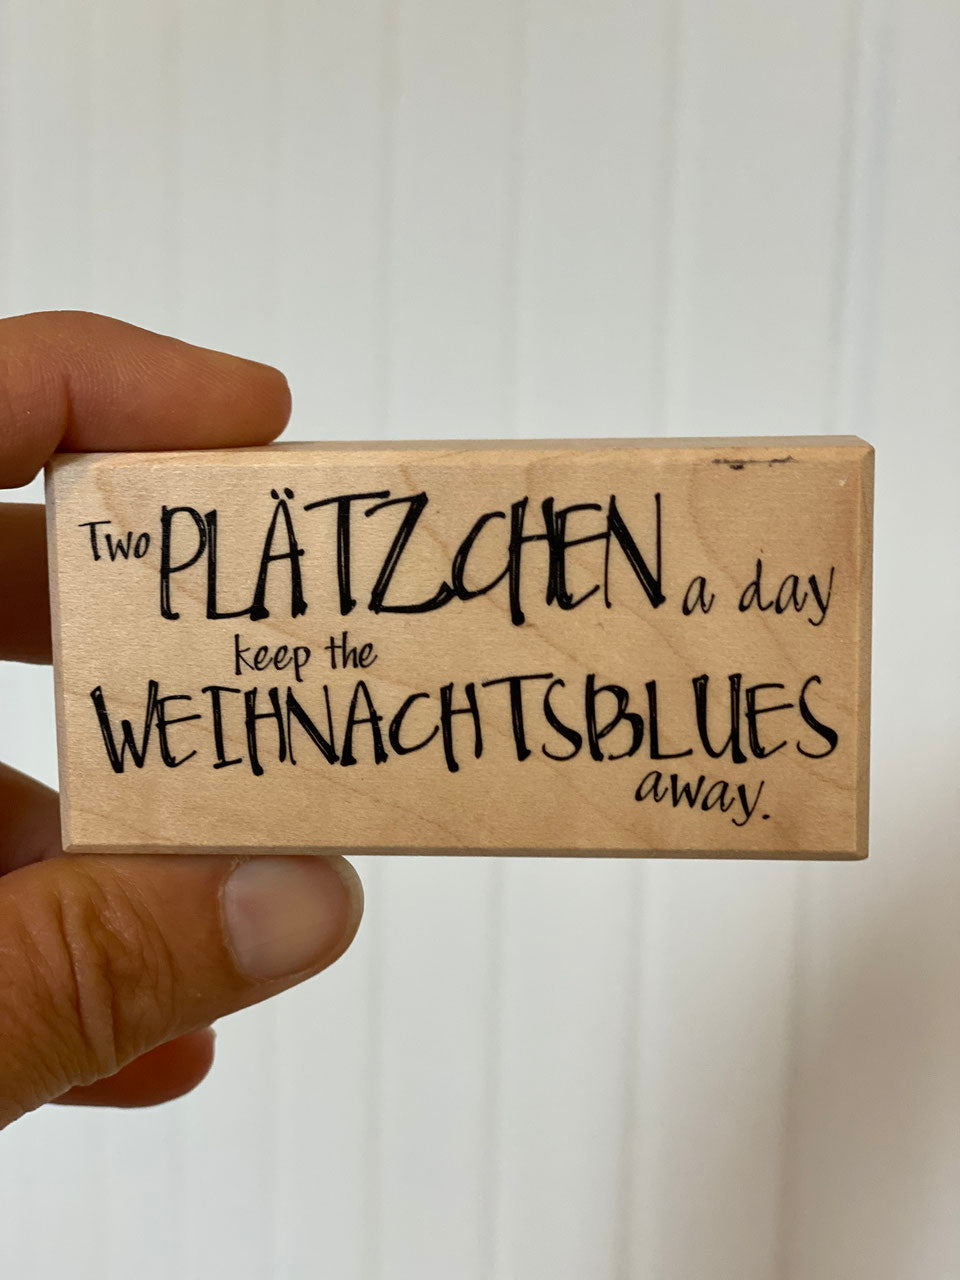 Two PLÄTZCHEN a day
keep the
WEIHNACHTSBLUES
away.